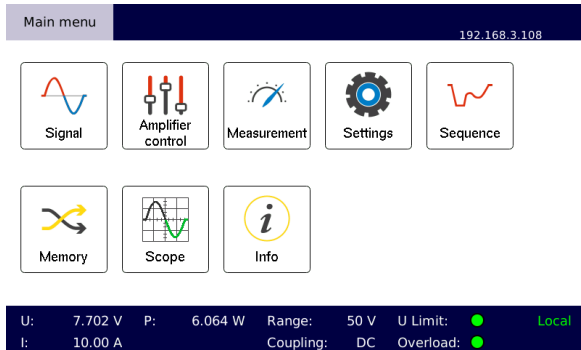 Main menu
192.168.3.108
Signal
Amplifier
control
Measurement
Settings
Sequence
Memory
Scope
i
Info
U: 7.702 V P: 6.064 W Range: 50 V U Limit: Local
I: 10.00 A Coupling: DC Overload: